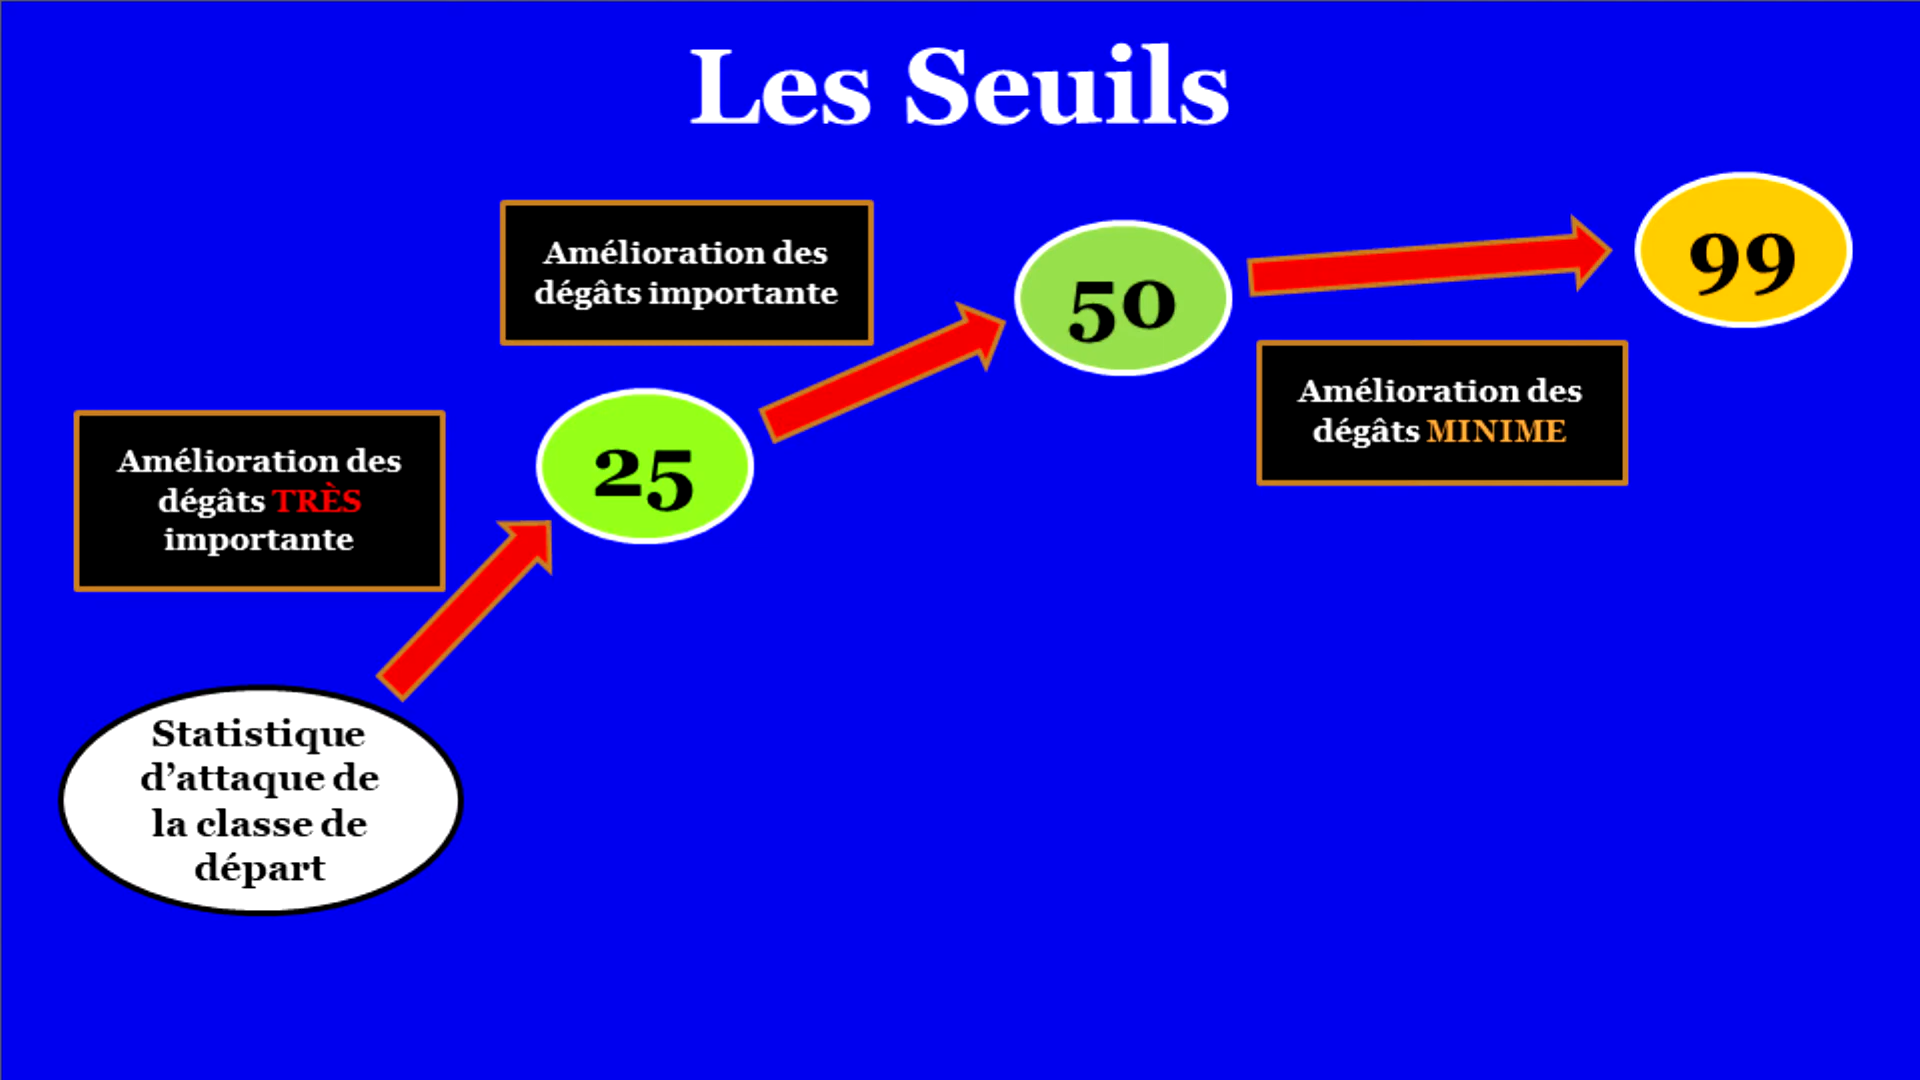 Les Seuils
Amélioration des
dégâts importante
50
99
Amélioration des
dégâts MINIME
25
Amélioration des
dégâts TRÈS
importante
Statistique
d’attaque de
la classe de
départ